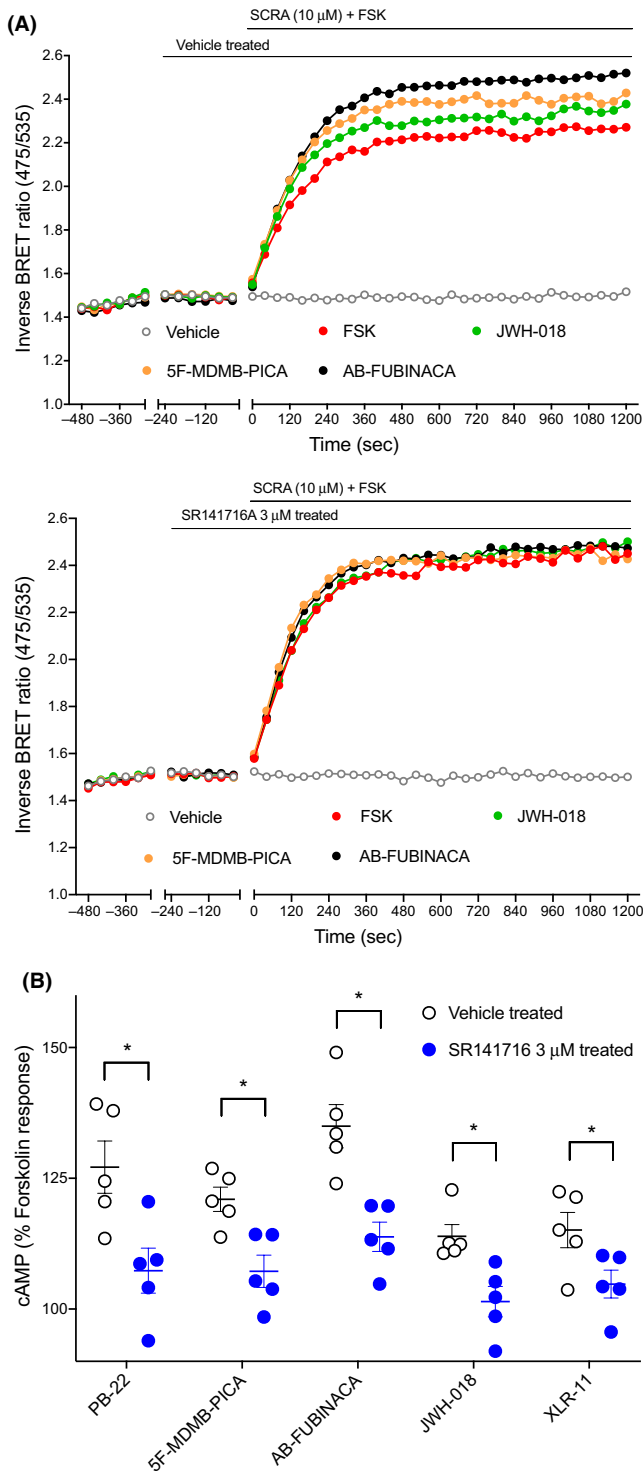 (A)
SCRA (10 μM) + FSK
Vehicle treated
Inverse BRET ratio (475/535)
2.6
2.4
2.2
2.0
1.8
1.6
1.4
1.2
1.0
Vehicle
FSK
JWH-018
5F-MDMB-PICA
AB-FUBINACA
−480 −360 −240 −120 0 120 240 360 480 600 720 840 960 1080 1200
Time (sec)
SCRA (10 μM) + FSK
SR141716A 3 μM treated
Inverse BRET ratio (475/535)
2.6
2.4
2.2
2.0
1.8
1.6
1.4
1.2
1.0
Vehicle
FSK
JWH-018
5F-MDMB-PICA
AB-FUBINACA
−480 −360 −240 −120 0 120 240 360 480 600 720 840 960 1080 1200
Time (sec)
(B)
cAMP (% Forskolin response)
150
125
100
Vehicle treated
SR141716 3 μM treated
*
*
*
*
*
PB-22
5F-MDMB-PICA
AB-FUBINACA
JWH-018
XLR-11